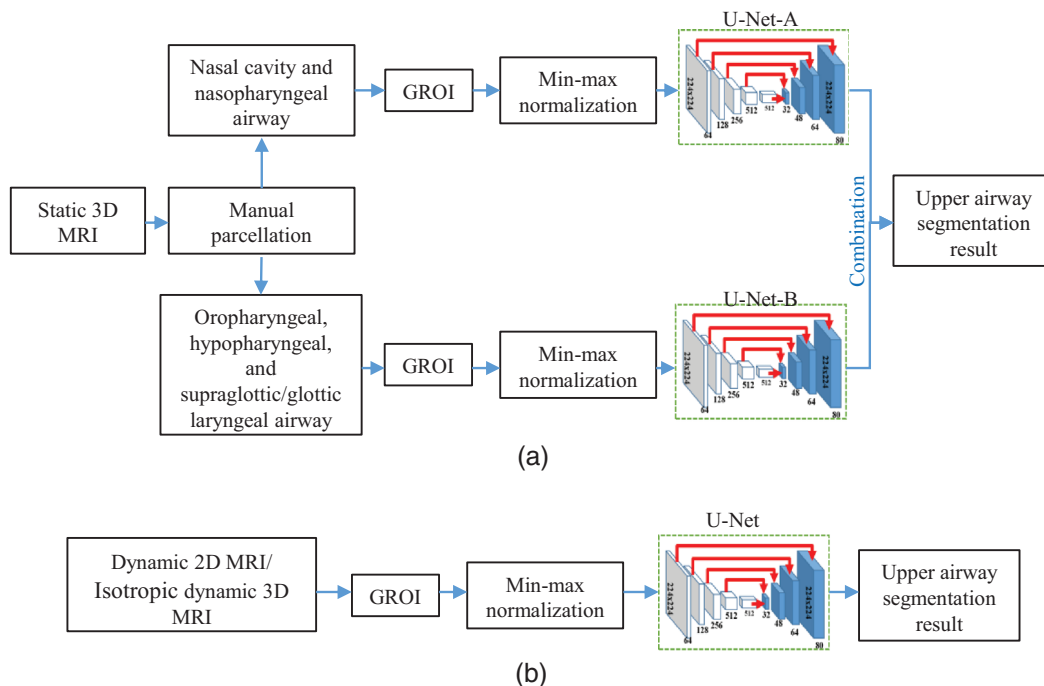 U-Net-A
Nasal cavity and
nasopharyngeal
airway
GROI
Min-max
normalization
224x224
64
128
256
512
512
32
48
64
224x224
80
Static 3D
MRI
Manual
parcellation
Combination
Upper airway
segmentation
result
U-Net-B
Oropharyngeal,
hypopharyngeal,
and
supraglottic/glottic
laryngeal airway
GROI
Min-max
normalization
224x224
64
128
256
512
512
32
48
64
224x224
80
(a)
U-Net
Dynamic 2D MRI/
Isotropic dynamic 3D
MRI
GROI
Min-max
normalization
224x224
64
128
256
512
512
32
48
64
224x224
80
Upper airway
segmentation
result
(b)